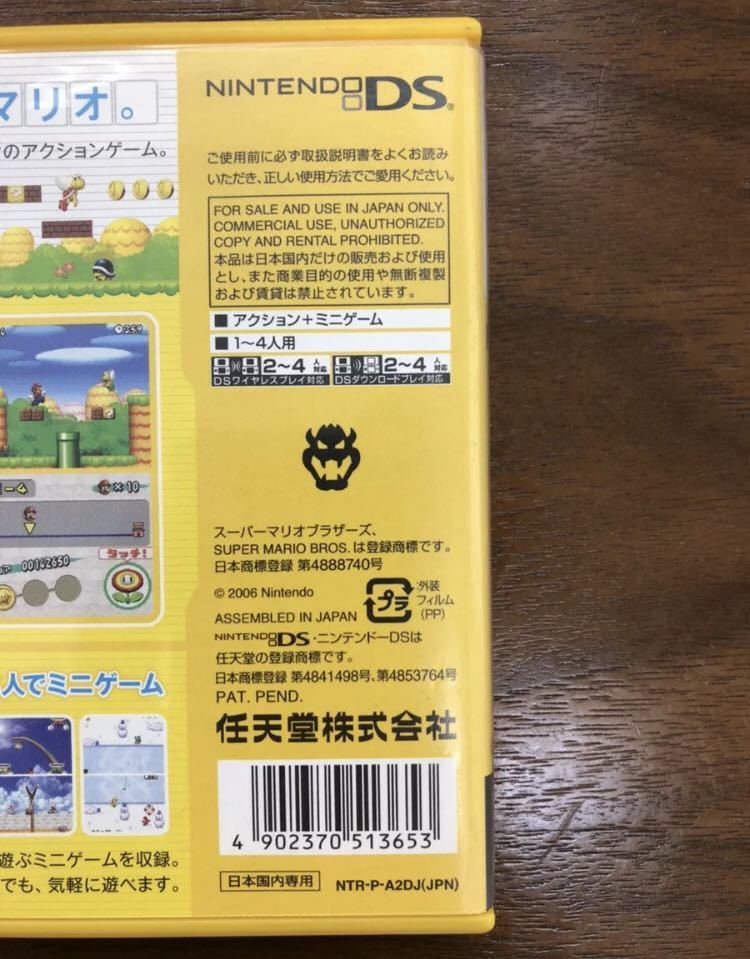 マリオ。
のアクションゲーム。
259
-4
×10
タッチ!
ア 00142650
人でミニゲーム
遊ぶミニゲームを収録。
でも、気軽に遊べます。
NINTENDO DS®
ご使用前に必ず取扱説明書をよくお読み
いただき、正しい使用方法でご愛用ください。
FOR SALE AND USE IN JAPAN ONLY.
COMMERCIAL USE, UNAUTHORIZED
COPY AND RENTAL PROHIBITED.
本品は日本国内だけの販売および使用
とし、また商業目的の使用や無断複製
および賃貸は禁止されています。
■ アクション+ミニゲーム
■ 1〜4人用
2〜4人対応
DSワイヤレスプレイ対応
2〜4人対応
DSダウンロードプレイ対応
スーパーマリオブラザーズ、
SUPER MARIO BROS.は登録商標です。
日本商標登録 第4888740号
© 2006 Nintendo
ASSEMBLED IN JAPAN
プラ
外装
フィルム
(PP)
NINTENDO DS・ニンテンドーDSは
任天堂の登録商標です。
日本商標登録 第4841498号、第4853764号
PAT. PEND.
任天堂株式会社
4 902370 513653
日本国内専用
NTR-P-A2DJ(JPN)